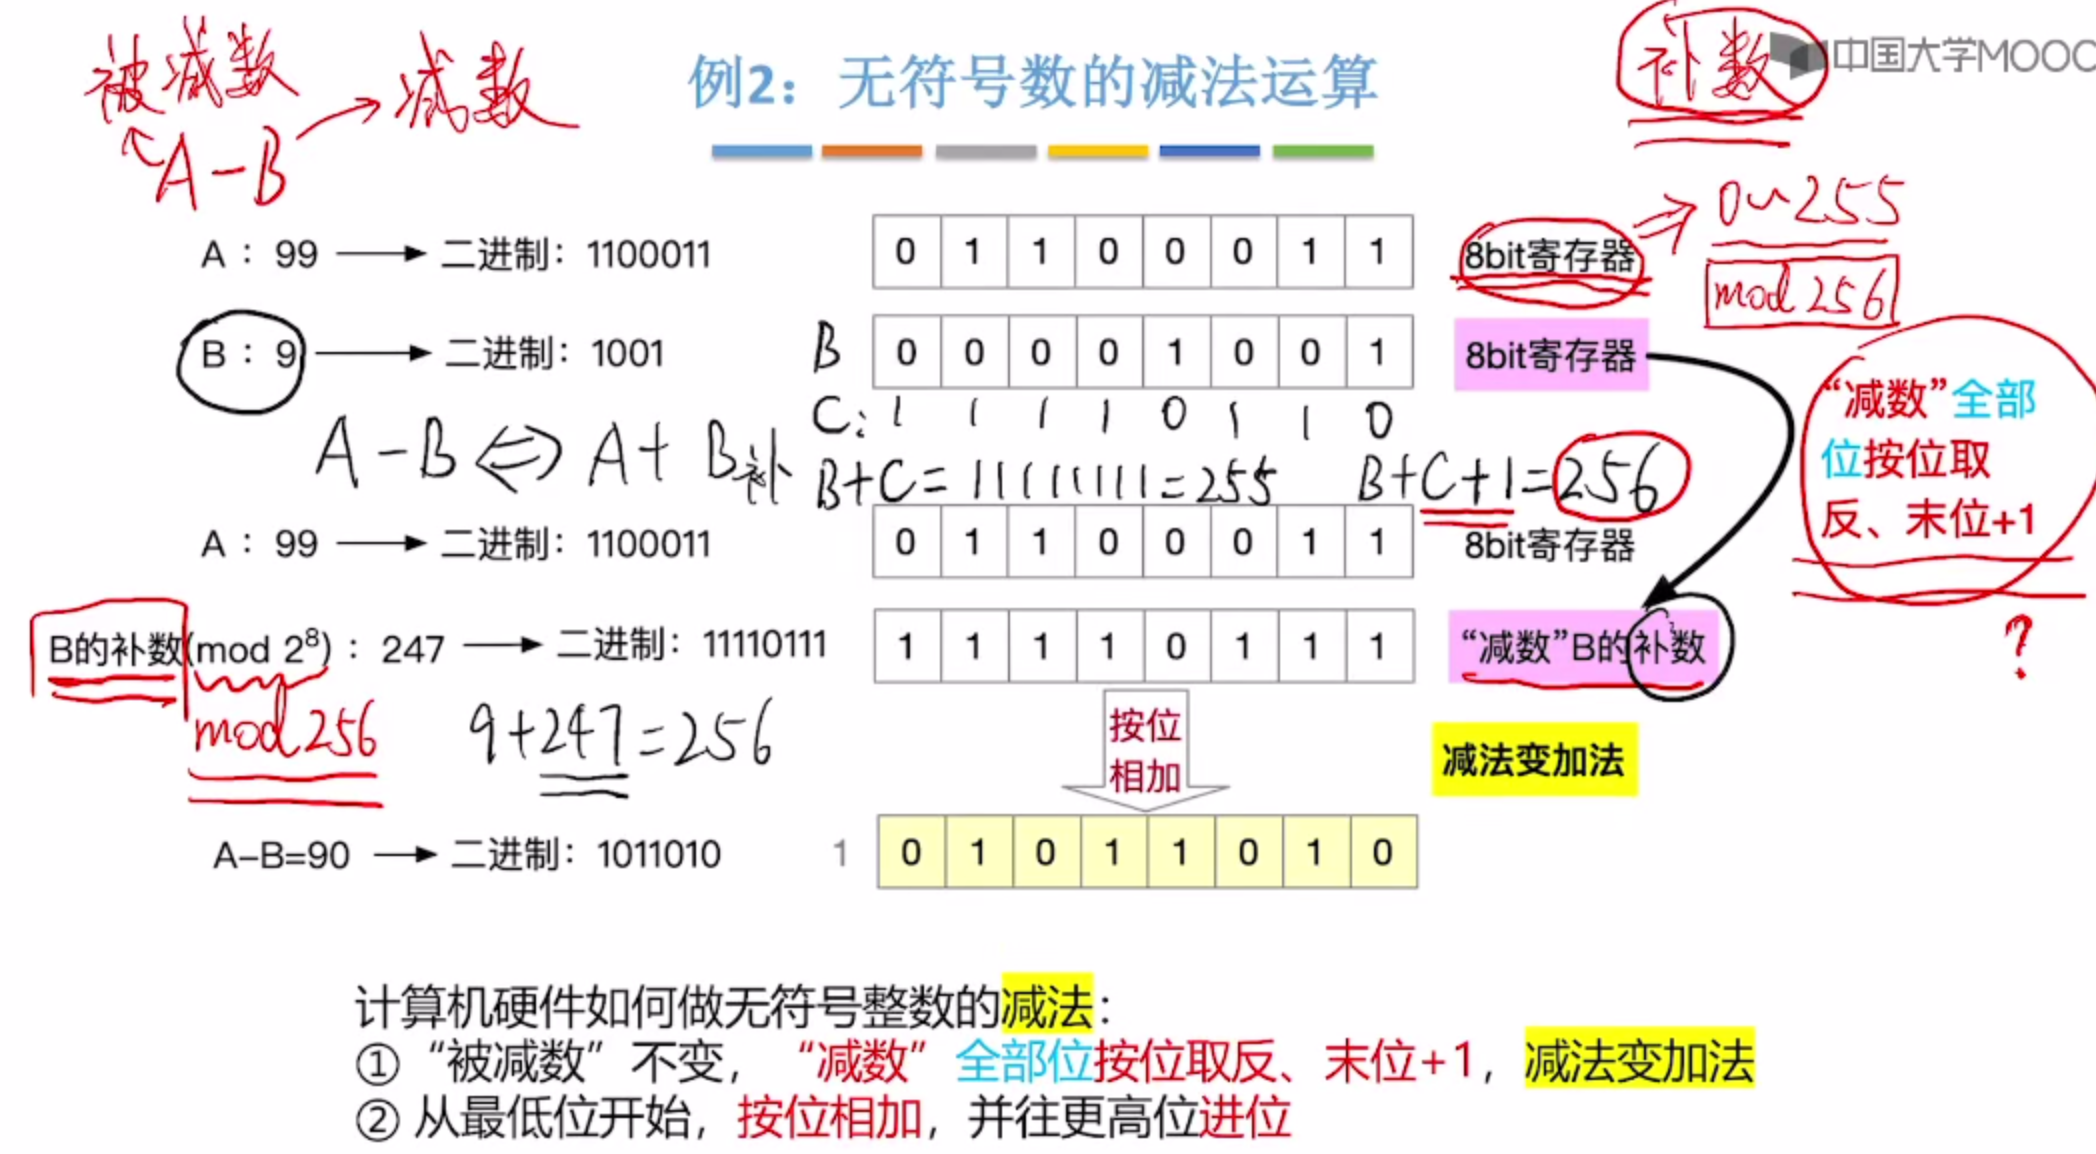 被减数
减数
A-B
例2：无符号数的减法运算
补数
中国大学MOOC
A：99 → 二进制：1100011
0 1 1 0 0 0 1 1
8bit寄存器
⇒ 0~255
mod 256
B：9 → 二进制：1001
B
0 0 0 0 1 0 0 1
8bit寄存器
C: 1 1 1 1 0 1 1 0
“减数”全部
位按位取
反、末位+1
?
A-B ⇔ A+B补
B+C=11111111=255
B+C+1=256
A：99 → 二进制：1100011
0 1 1 0 0 0 1 1
8bit寄存器
B的补数(mod 2⁸)：247 → 二进制：11110111
1 1 1 1 0 1 1 1
“减数”B的补数
mod 256
9+247=256
按位
相加
减法变加法
A-B=90 → 二进制：1011010
1 0 1 0 1 1 0 1 0
计算机硬件如何做无符号整数的减法：
①“被减数”不变，“减数”全部位按位取反、末位+1，减法变加法
②从最低位开始，按位相加，并往更高位进位